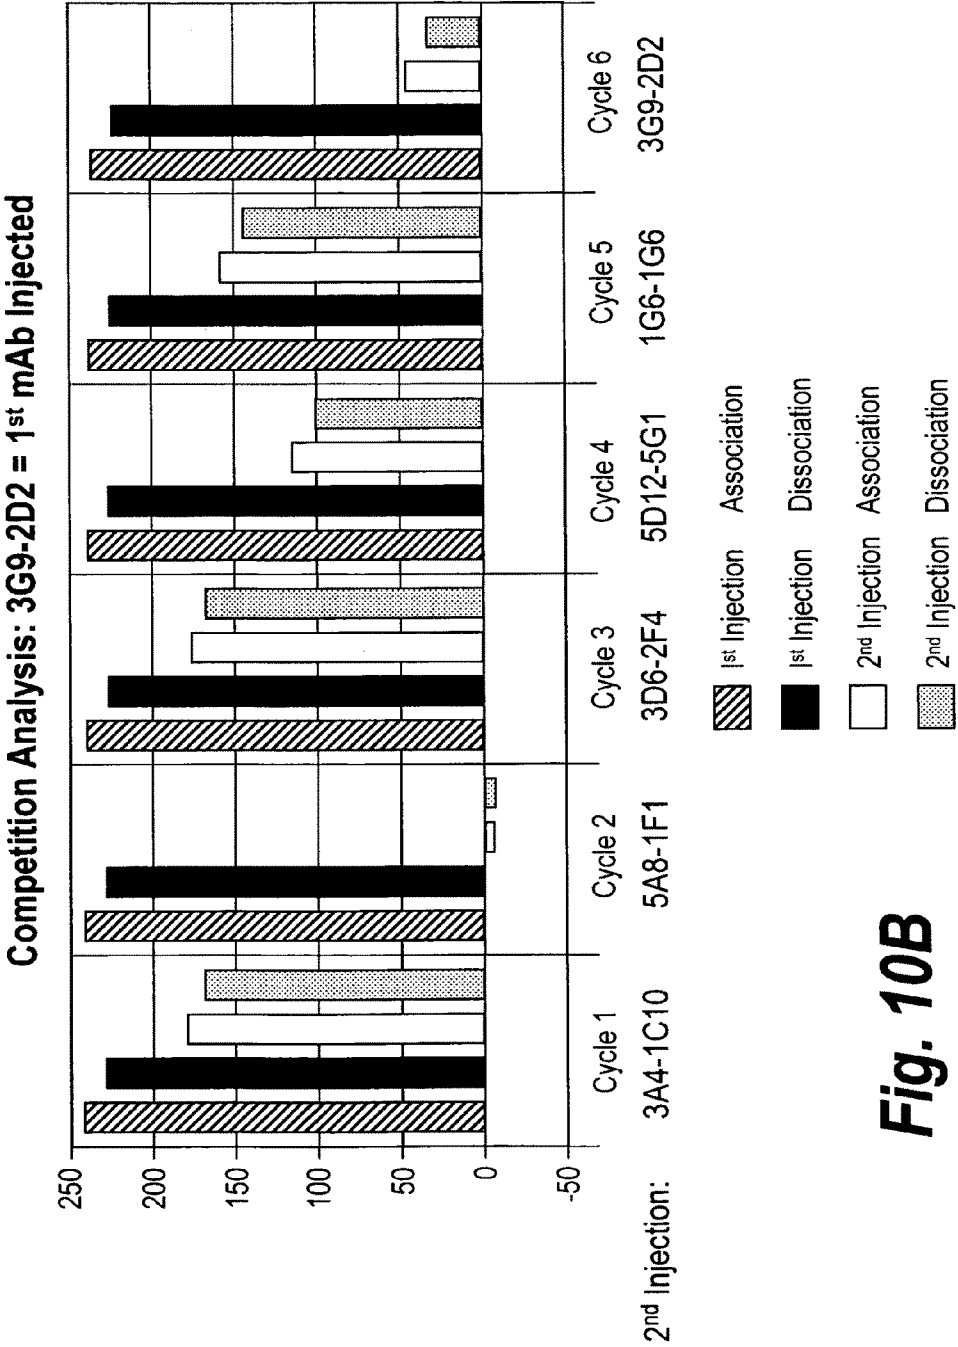 Competition Analysis: 3G9-2D2 = 1st mAb Injected
250
200
150
100
50
0
-50
Cycle 1
Cycle 2
Cycle 3
Cycle 4
Cycle 5
Cycle 6
2nd Injection: 3A4-1C10 5A8-1F1 3D6-2F4 5D12-5G1 1G6-1G6 3G9-2D2
1st Injection Association
1st Injection Dissociation
2nd Injection Association
2nd Injection Dissociation
Fig. 10B